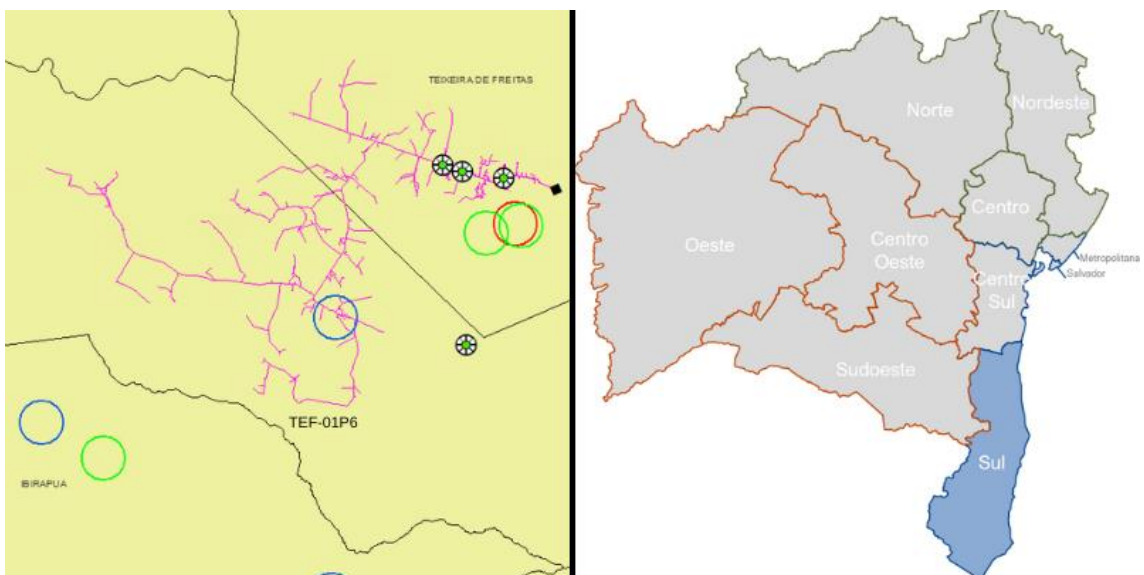 TEIXEIRA DE FREITAS
TEF-01P6
IBIRAPUA
Norte
Nordeste
Centro
Oeste
Centro
Oeste
Metropolitana
Salvador
Centro
Sul
Sudoeste
Sul